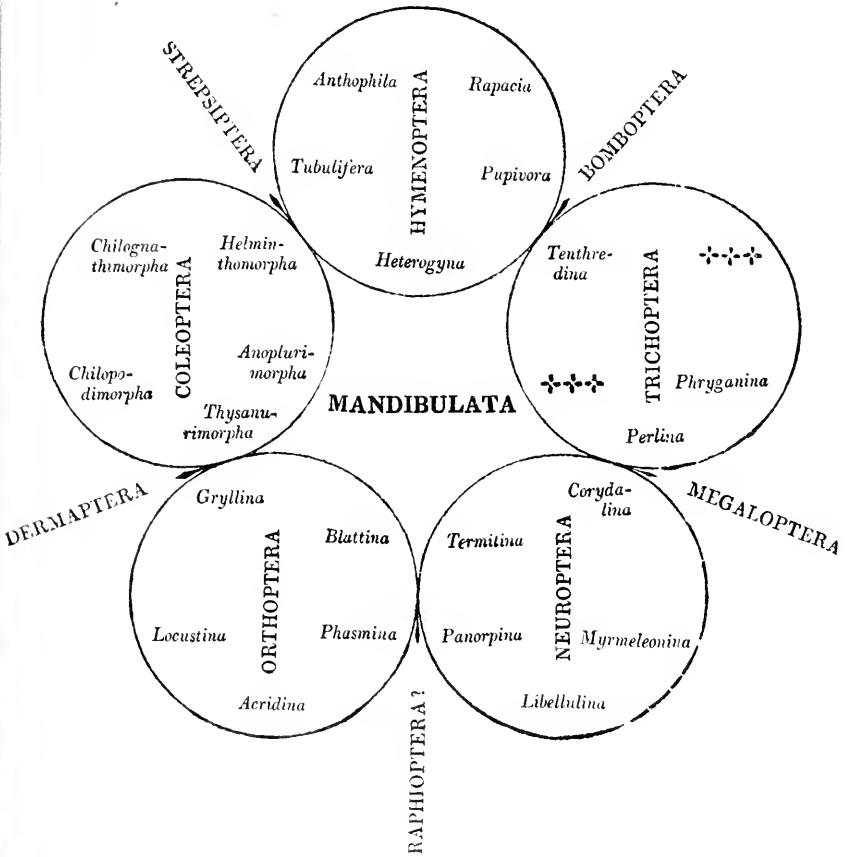 STREPSIPTERA
BOMBOPTERA
Anthophila
Rapacia
HYMENOPTERA
Tubulifera
Pupivora
Heterogyna
Chilogna-
thimorpha
Helmin-
thomorpha
COLEOPTERA
Anopluri-
morpha
Chilopo-
dimorpha
Thysanu-
rimorpha
Tenthre-
dina
TRICHOPTERA
Phryganina
Perlina
MANDIBULATA
DERMAPTERA
MEGALOPTERA
Gryllina
Blattina
ORTHOPTERA
Locustina
Phasmina
Acridina
Coryda-
lina
Termitina
NEUROPTERA
Panorpina
Myrmeleonina
Libellulina
RAPHIOPTERA?